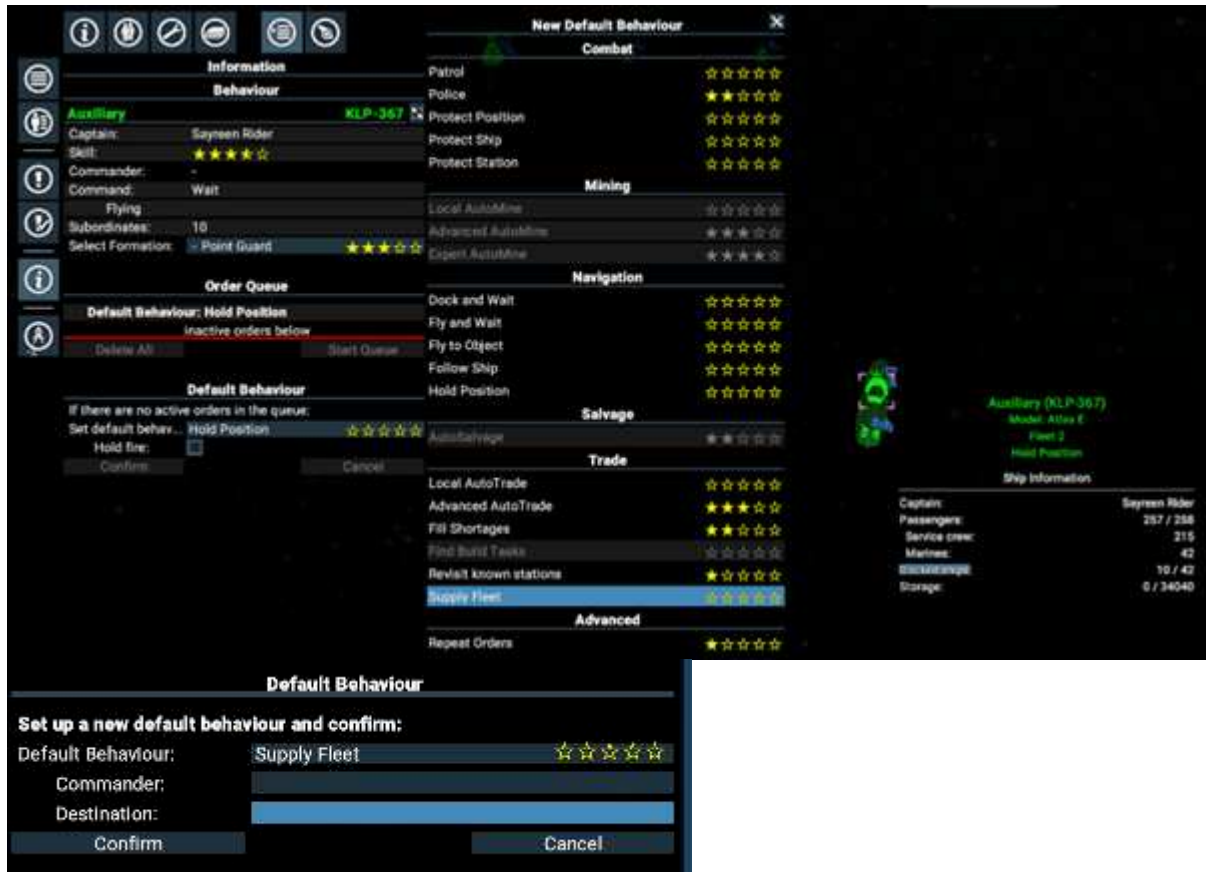 Information
Behaviour
Auxiliary KLP-367
Captain: Sayreen Rider
Skill:
Commander: -
Command: Wait
Flying
Subordinates: 10
Select Formation: - Point Guard
Order Queue
Default Behaviour: Hold Position
Inactive orders below
Delete All Start Queue
Default Behaviour
If there are no active orders in the queue:
Set default behav... Hold Position
Hold fire:
Confirm Cancel
New Default Behaviour
Combat
Patrol
Police
Protect Position
Protect Ship
Protect Station
Mining
Local AutoMine
Advanced AutoMine
Expert AutoMine
Navigation
Dock and Wait
Fly and Wait
Fly to Object
Follow Ship
Hold Position
Salvage
AutoSalvage
Trade
Local AutoTrade
Advanced AutoTrade
Fill Shortages
Find Build Tasks
Revisit known stations
Supply Fleet
Advanced
Repeat Orders
Auxiliary (KLP-367)
Model: Atlas E
Fleet 2
Hold Position
Ship Information
Captain: Sayreen Rider
Passengers: 257 / 258
Service crew: 215
Marines: 42
10 / 42
Storage: 0 / 34040
Default Behaviour
Set up a new default behaviour and confirm:
Default Behaviour: Supply Fleet
Commander:
Destination:
Confirm Cancel